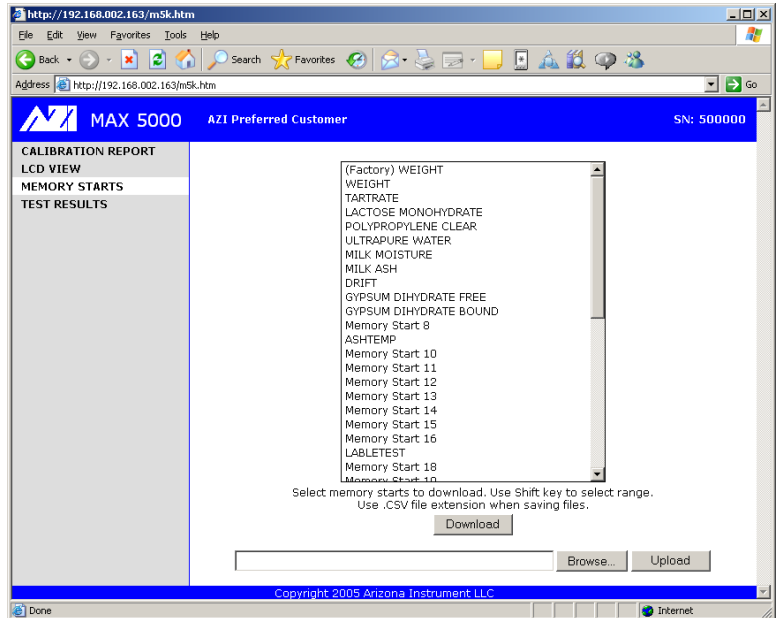 http://192.168.002.163/m5k.htm
File Edit View Favorites Tools Help
Back Search Favorites
Address http://192.168.002.163/m5k.htm Go
AZI MAX 5000 AZI Preferred Customer SN: 500000
CALIBRATION REPORT
LCD VIEW
MEMORY STARTS
TEST RESULTS
(Factory) WEIGHT
WEIGHT
TARTRATE
LACTOSE MONOHYDRATE
POLYPROPYLENE CLEAR
ULTRAPURE WATER
MILK MOISTURE
MILK ASH
DRIFT
GYPSUM DIHYDRATE FREE
GYPSUM DIHYDRATE BOUND
Memory Start 8
ASHTEMP
Memory Start 10
Memory Start 11
Memory Start 12
Memory Start 13
Memory Start 14
Memory Start 15
Memory Start 16
LABLETEST
Memory Start 18
Memory Start 19
Select memory starts to download. Use Shift key to select range.
Use .CSV file extension when saving files.
Download
Browse... Upload
Copyright 2005 Arizona Instrument LLC
Done Internet